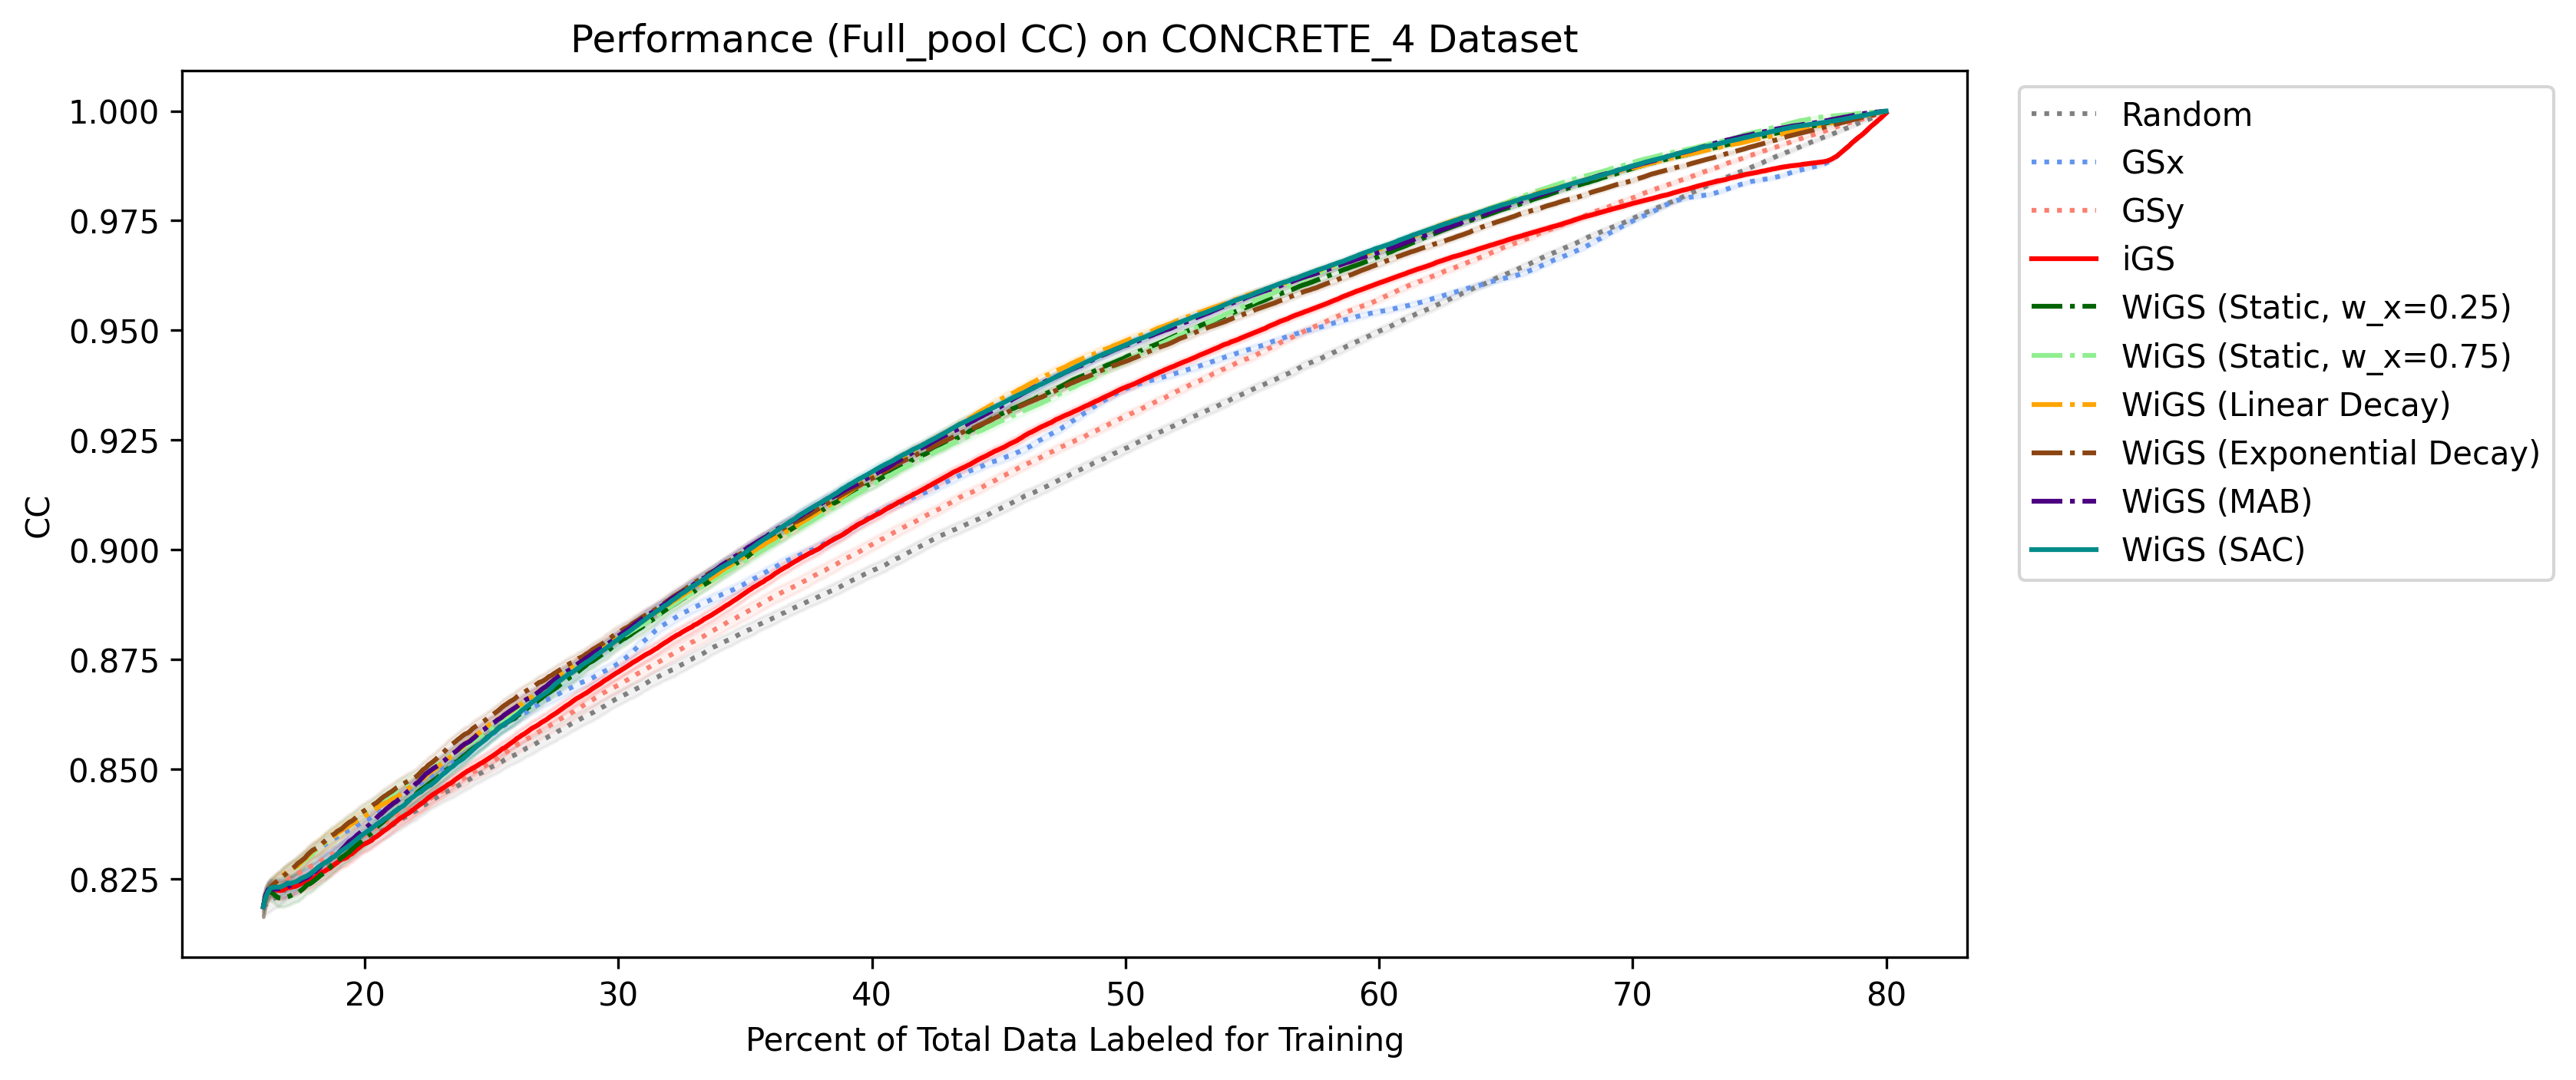 Performance (Full_pool CC) on CONCRETE_4 Dataset
1.000
0.975
0.950
0.925
0.900
0.875
0.850
0.825
CC
20 30 40 50 60 70 80
Percent of Total Data Labeled for Training
Random
GSx
GSy
iGS
WiGS (Static, w_x=0.25)
WiGS (Static, w_x=0.75)
WiGS (Linear Decay)
WiGS (Exponential Decay)
WiGS (MAB)
WiGS (SAC)